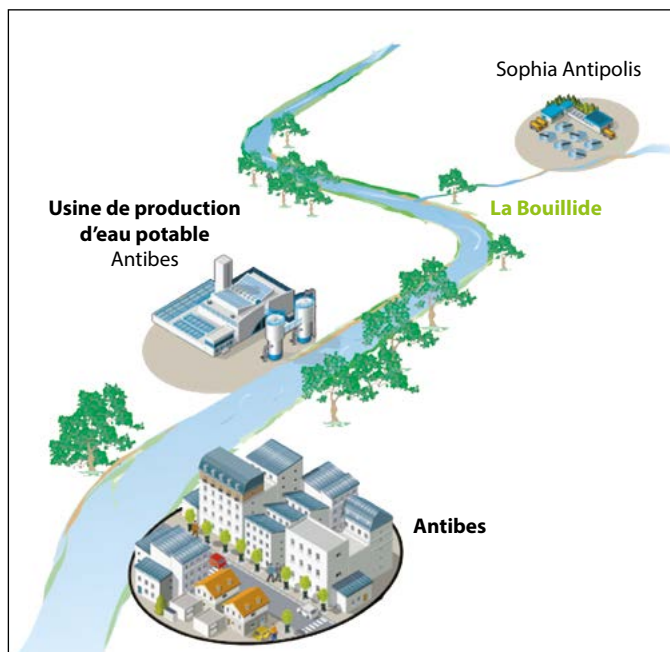 Sophia Antipolis
Usine de production
d'eau potable
Antibes
La Bouillide
Antibes